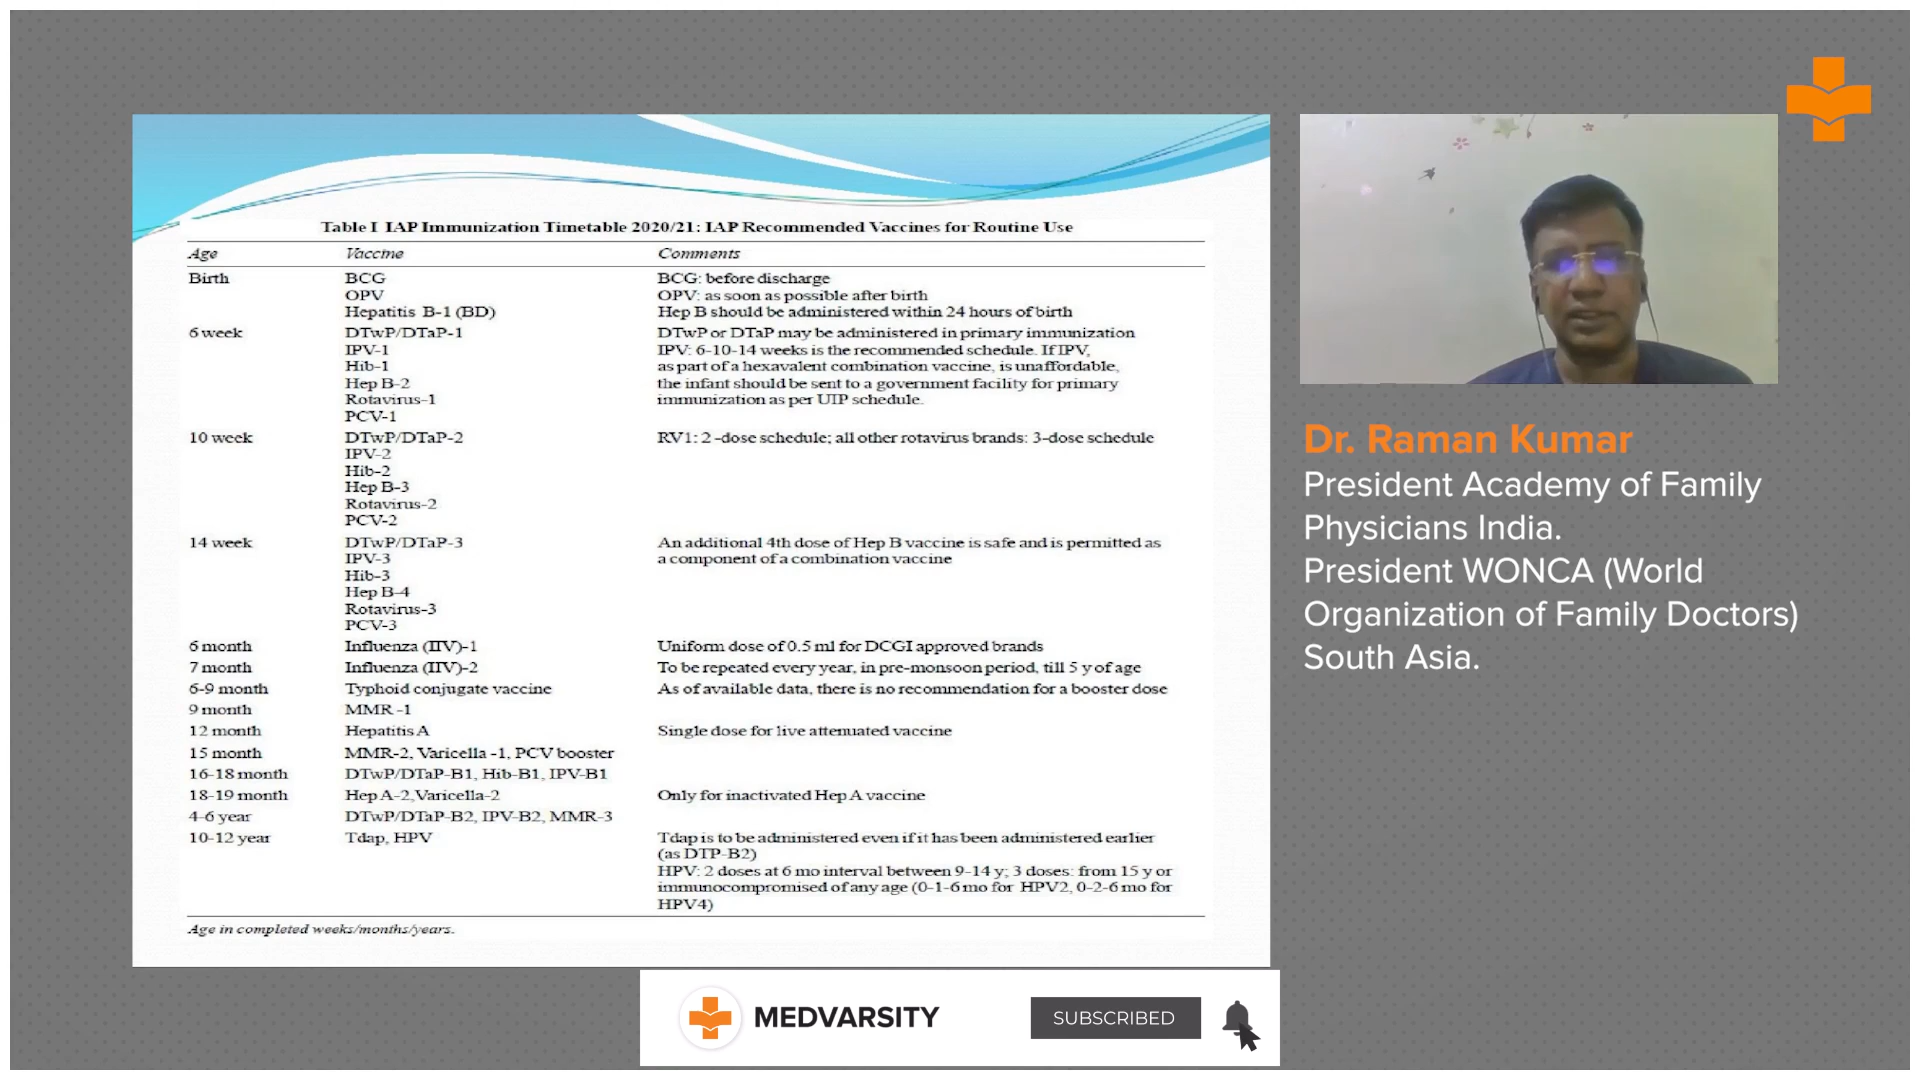 Table I IAP Immunization Timetable 2020/21: IAP Recommended Vaccines for Routine Use
Age Vaccine Comments
Birth BCG BCG: before discharge
OPV OPV: as soon as possible after birth
Hepatitis B-1 (BD) Hep B should be administered within 24 hours of birth
6 week DTwP/DTaP-1 DTwP or DTaP may be administered in primary immunization
IPV-1 IPV: 6-10-14 weeks is the recommended schedule. If IPV,
Hib-1 as part of a hexavalent combination vaccine, is unaffordable,
Hep B-2 the infant should be sent to a government facility for primary
Rotavirus-1 immunization as per UIP schedule.
PCV-1
10 week DTwP/DTaP-2 RV1: 2 -dose schedule; all other rotavirus brands: 3-dose schedule
IPV-2
Hib-2
Hep B-3
Rotavirus-2
PCV-2
14 week DTwP/DTaP-3 An additional 4th dose of Hep B vaccine is safe and is permitted as
IPV-3 a component of a combination vaccine
Hib-3
Hep B-4
Rotavirus-3
PCV-3
6 month Influenza (IIV)-1 Uniform dose of 0.5 ml for DCGI approved brands
7 month Influenza (IIV)-2 To be repeated every year, in pre-monsoon period, till 5 y of age
6-9 month Typhoid conjugate vaccine As of available data, there is no recommendation for a booster dose
9 month MMR -1
12 month Hepatitis A Single dose for live attenuated vaccine
15 month MMR-2, Varicella -1, PCV booster
16-18 month DTwP/DTaP-B1, Hib-B1, IPV-B1
18-19 month Hep A-2, Varicella-2 Only for inactivated Hep A vaccine
4-6 year DTwP/DTaP-B2, IPV-B2, MMR-3
10-12 year Tdap, HPV Tdap is to be administered even if it has been administered earlier
(as DTP-B2)
HPV: 2 doses at 6 mo interval between 9-14 y; 3 doses: from 15 y or
immunocompromised of any age (0-1-6 mo for HPV2, 0-2-6 mo for
HPV4)
Age in completed weeks/months/years.
Dr. Raman Kumar
President Academy of Family
Physicians India.
President WONCA (World
Organization of Family Doctors)
South Asia.
MEDVARSITY
SUBSCRIBED